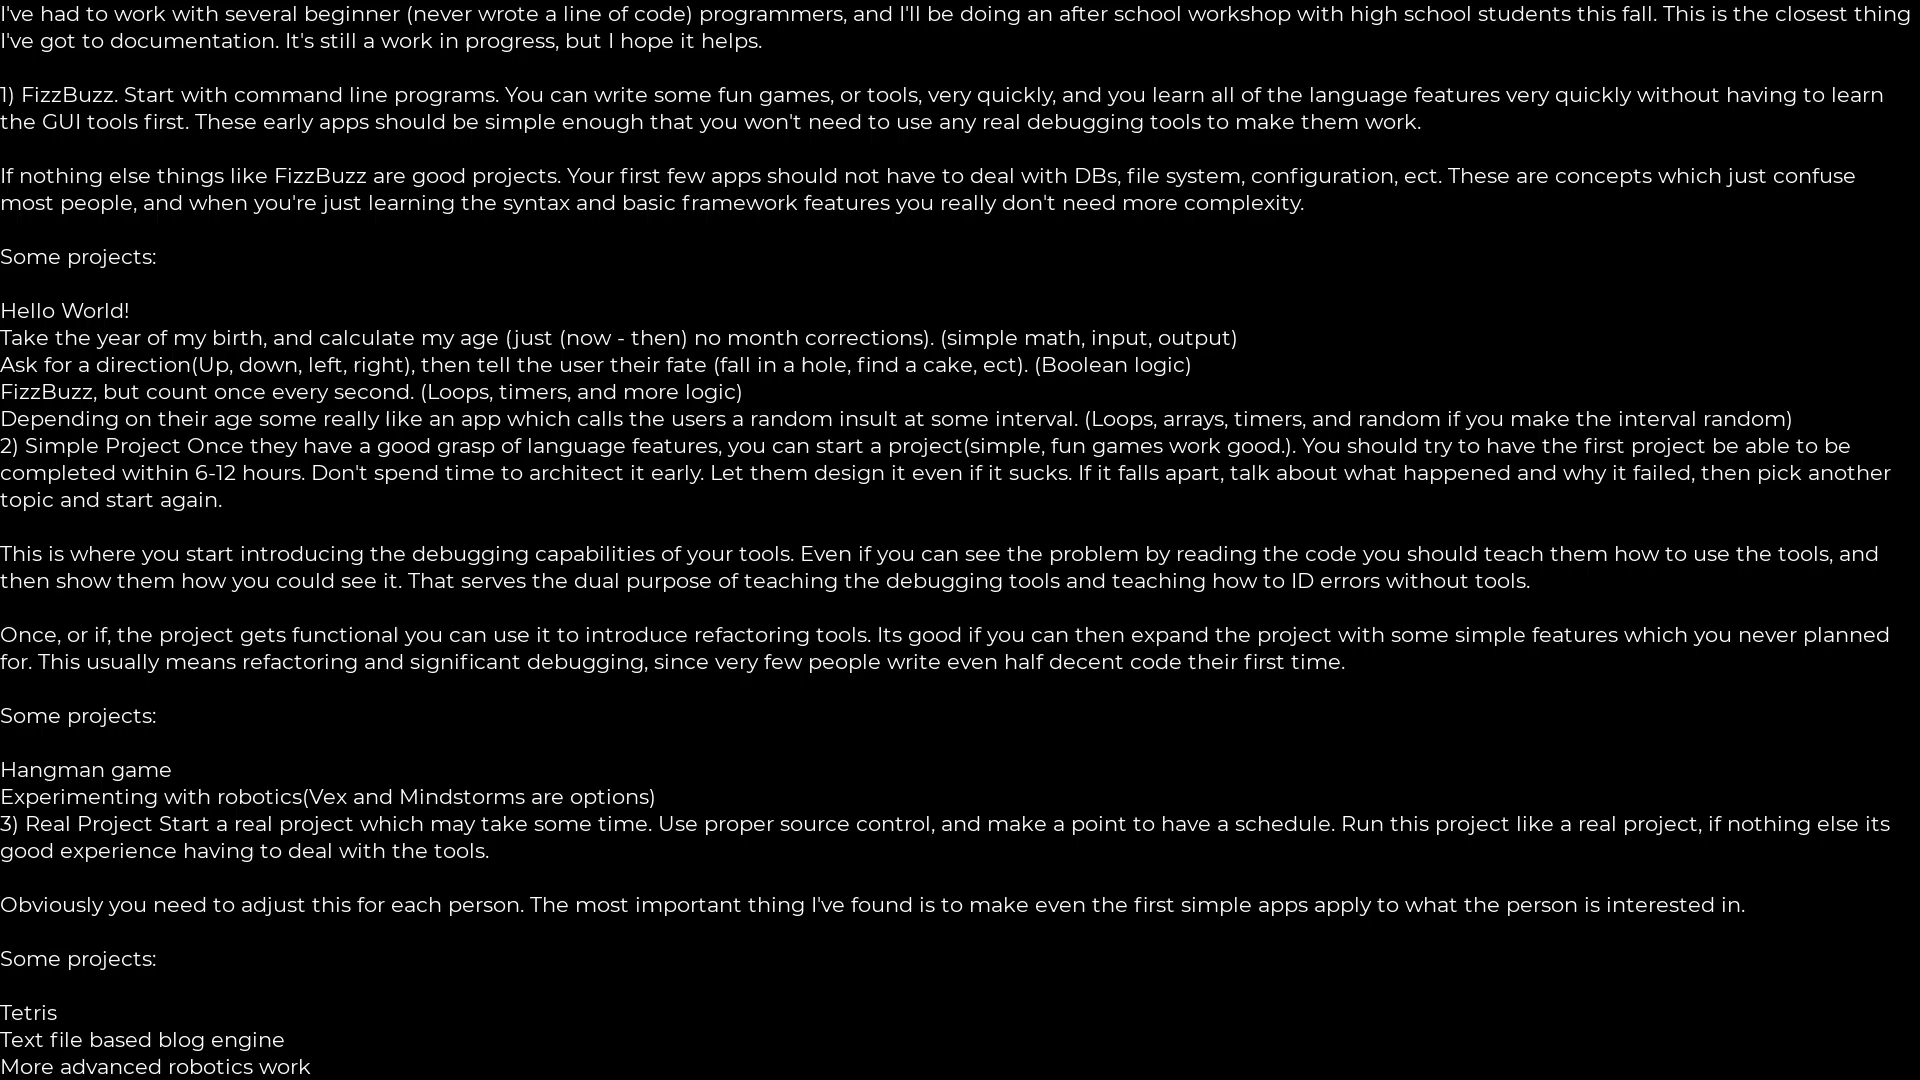 I've had to work with several beginner (never wrote a line of code) programmers, and I'll be doing an after school workshop with high school students this fall. This is the closest thing
I've got to documentation. It's still a work in progress, but I hope it helps.
1) FizzBuzz. Start with command line programs. You can write some fun games, or tools, very quickly, and you learn all of the language features very quickly without having to learn
the GUI tools first. These early apps should be simple enough that you won't need to use any real debugging tools to make them work.
If nothing else things like FizzBuzz are good projects. Your first few apps should not have to deal with DBs, file system, configuration, ect. These are concepts which just confuse
most people, and when you're just learning the syntax and basic framework features you really don't need more complexity.
Some projects:
Hello World!
Take the year of my birth, and calculate my age (just (now - then) no month corrections). (simple math, input, output)
Ask for a direction(Up, down, left, right), then tell the user their fate (fall in a hole, find a cake, ect). (Boolean logic)
FizzBuzz, but count once every second. (Loops, timers, and more logic)
Depending on their age some really like an app which calls the users a random insult at some interval. (Loops, arrays, timers, and random if you make the interval random)
2) Simple Project Once they have a good grasp of language features, you can start a project(simple, fun games work good.). You should try to have the first project be able to be
completed within 6-12 hours. Don't spend time to architect it early. Let them design it even if it sucks. If it falls apart, talk about what happened and why it failed, then pick another
topic and start again.
This is where you start introducing the debugging capabilities of your tools. Even if you can see the problem by reading the code you should teach them how to use the tools, and
then show them how you could see it. That serves the dual purpose of teaching the debugging tools and teaching how to ID errors without tools.
Once, or if, the project gets functional you can use it to introduce refactoring tools. Its good if you can then expand the project with some simple features which you never planned
for. This usually means refactoring and significant debugging, since very few people write even half decent code their first time.
Some projects:
Hangman game
Experimenting with robotics(Vex and Mindstorms are options)
3) Real Project Start a real project which may take some time. Use proper source control, and make a point to have a schedule. Run this project like a real project, if nothing else its
good experience having to deal with the tools.
Obviously you need to adjust this for each person. The most important thing I've found is to make even the first simple apps apply to what the person is interested in.
Some projects:
Tetris
Text file based blog engine
More advanced robotics work